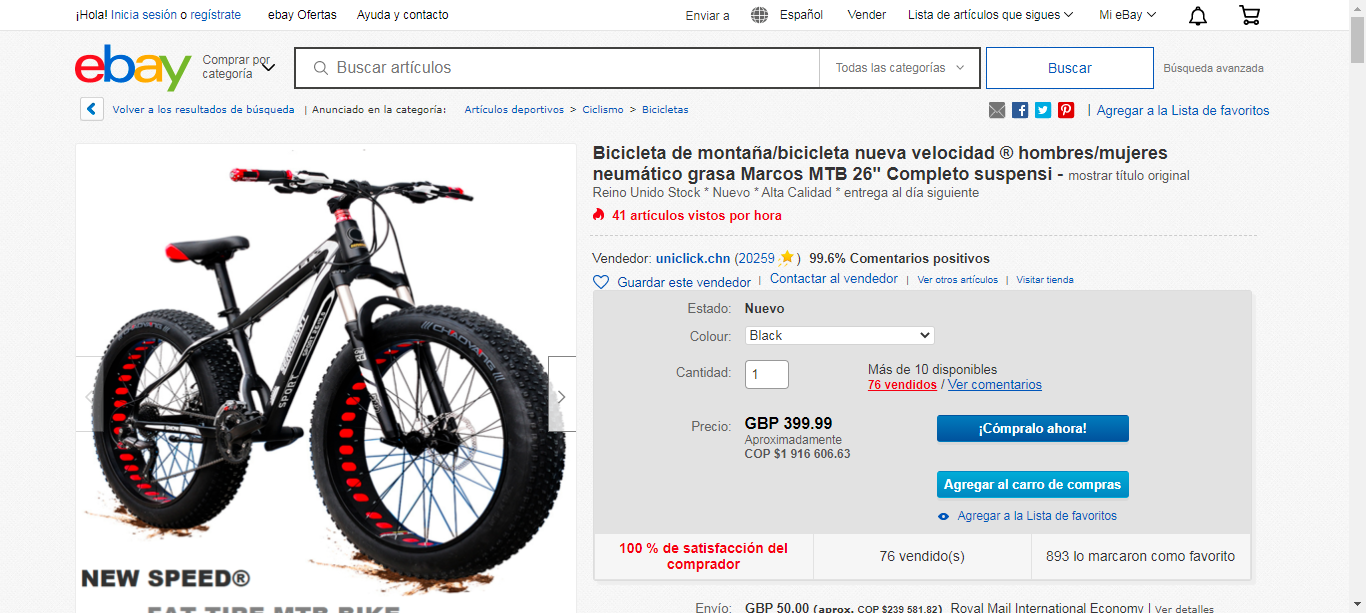 ¡Hola! Inicia sesión o regístrate ebay Ofertas Ayuda y contacto Enviar a Español Vender Lista de artículos que sigues Mi eBay
ebay Comprar por categoría Buscar artículos Todas las categorías Buscar Búsqueda avanzada
Volver a los resultados de búsqueda | Anunciado en la categoría: Artículos deportivos > Ciclismo > Bicicletas | Agregar a la Lista de favoritos
Bicicleta de montaña/bicicleta nueva velocidad ® hombres/mujeres
neumático grasa Marcos MTB 26" Completo suspensi - mostrar título original
Reino Unido Stock * Nuevo * Alta Calidad * entrega al día siguiente
41 artículos vistos por hora
Vendedor: uniclick.chn (20259 ) 99.6% Comentarios positivos
Guardar este vendedor | Contactar al vendedor | Ver otros artículos | Visitar tienda
Estado: Nuevo
Colour: Black
Cantidad: 1
Más de 10 disponibles
76 vendidos / Ver comentarios
Precio: GBP 399.99
Aproximadamente
COP $1 916 606.63
¡Cómpralo ahora!
Agregar al carro de compras
Agregar a la Lista de favoritos
100 % de satisfacción del
comprador
76 vendido(s)
893 lo marcaron como favorito
Envío: GBP 50.00 (aprox. COP $239 581.82) Royal Mail International Economy | Ver detalles
CHAOYANG
SPORT
NEW SPEED®
FAT TIRE MTB BIKE